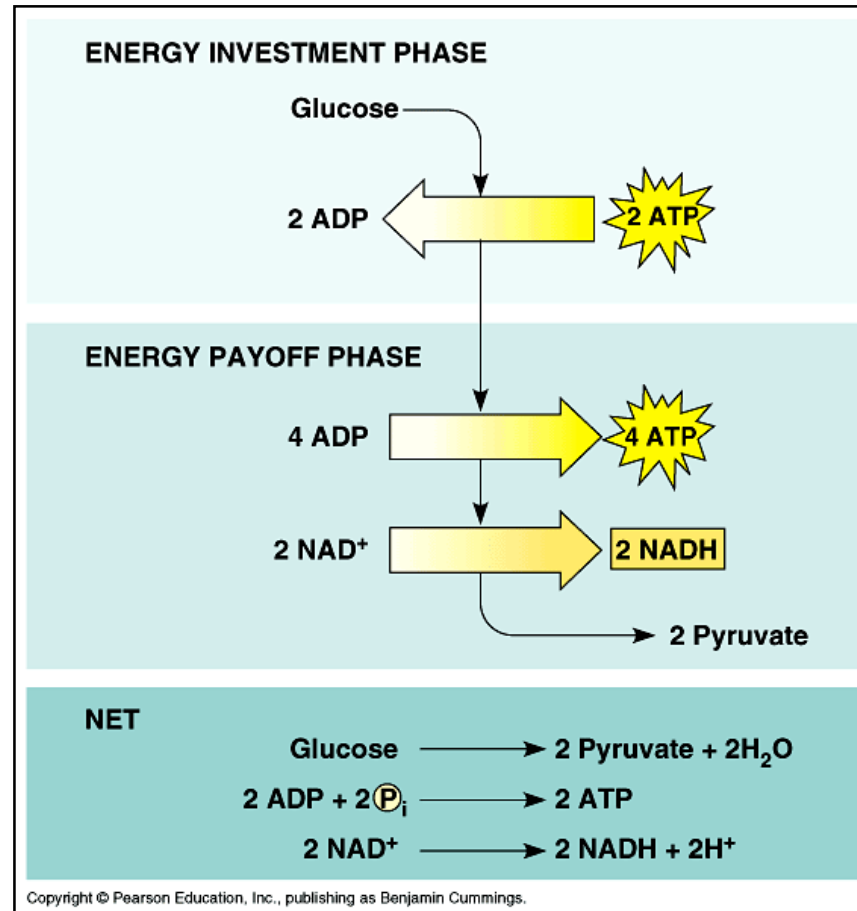 ENERGY INVESTMENT PHASE
Glucose
2 ADP 2 ATP
ENERGY PAYOFF PHASE
4 ADP 4 ATP
2 NAD⁺ 2 NADH
2 Pyruvate
NET
Glucose → 2 Pyruvate + 2H₂O
2 ADP + 2 Pᵢ → 2 ATP
2 NAD⁺ → 2 NADH + 2H⁺
Copyright © Pearson Education, Inc., publishing as Benjamin Cummings.